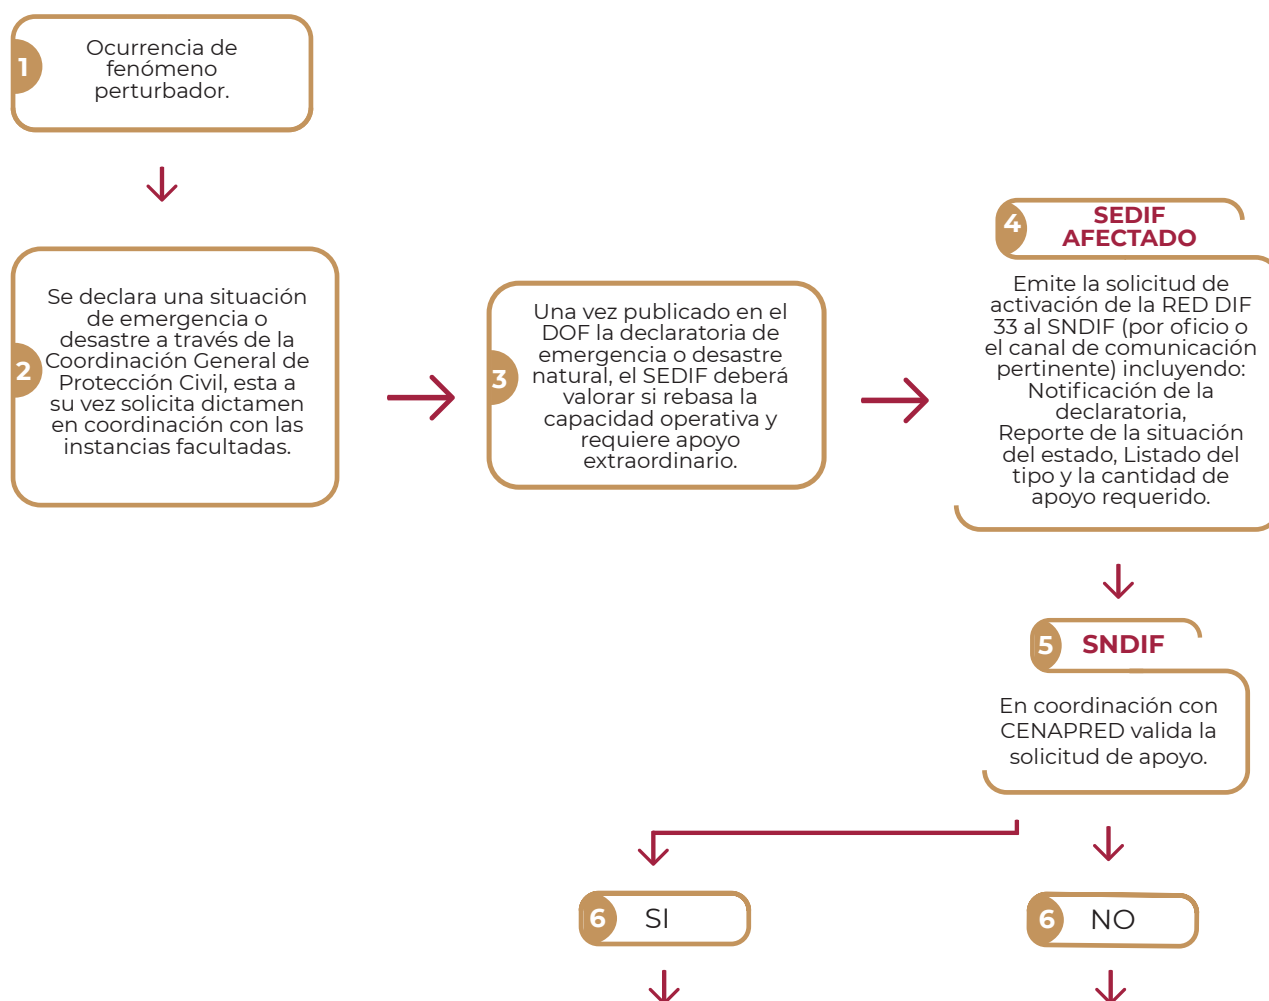 1
Ocurrencia de
fenómeno
perturbador.
2
Se declara una situación
de emergencia o
desastre a través de la
Coordinación General de
Protección Civil, esta a
su vez solicita dictamen
en coordinación con las
instancias facultadas.
3
Una vez publicado en el
DOF la declaratoria de
emergencia o desastre
natural, el SEDIF deberá
valorar si rebasa la
capacidad operativa y
requiere apoyo
extraordinario.
4
SEDIF
AFECTADO
Emite la solicitud de
activación de la RED DIF
33 al SNDIF (por oficio o
el canal de comunicación
pertinente) incluyendo:
Notificación de la
declaratoria,
Reporte de la situación
del estado, Listado del
tipo y la cantidad de
apoyo requerido.
5 SNDIF
En coordinación con
CENAPRED valida la
solicitud de apoyo.
6 SI
6 NO